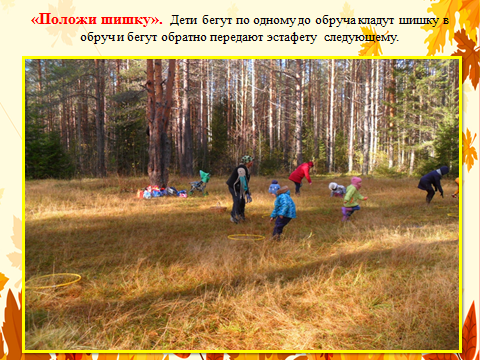 «Положи шишку». Дети бегут по одному до обруча кладут шишку в
обруч и бегут обратно передают эстафету следующему.